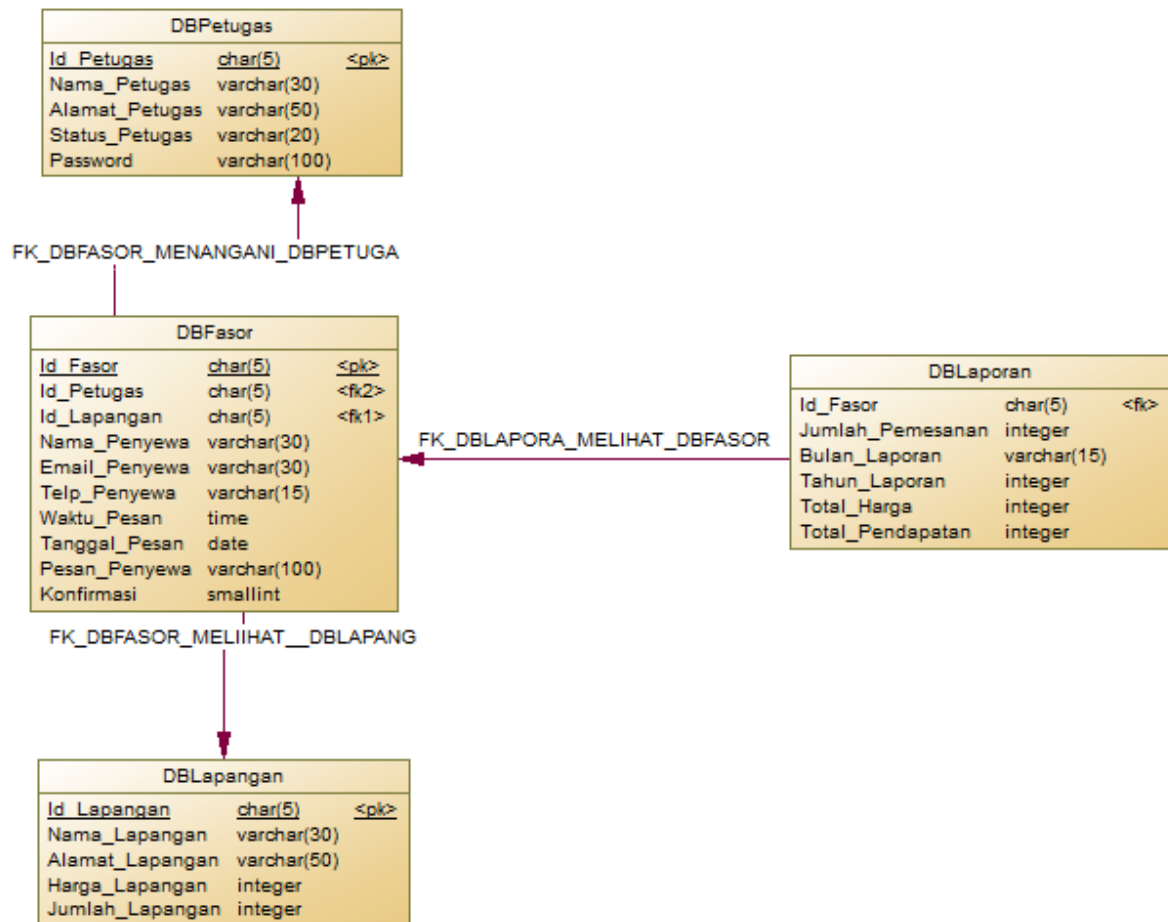 DBPetugas
Id_Petugas char(5) <pk>
Nama_Petugas varchar(30)
Alamat_Petugas varchar(50)
Status_Petugas varchar(20)
Password varchar(100)
FK_DBFASOR_MENANGANI_DBPETUGA
DBFasor
Id_Fasor char(5) <pk>
Id_Petugas char(5) <fk2>
Id_Lapangan char(5) <fk1>
Nama_Penyewa varchar(30)
Email_Penyewa varchar(30)
Telp_Penyewa varchar(15)
Waktu_Pesan time
Tanggal_Pesan date
Pesan_Penyewa varchar(100)
Konfirmasi smallint
FK_DBLAPORA_MELIHAT_DBFASOR
DBLaporan
Id_Fasor char(5) <fk>
Jumlah_Pemesanan integer
Bulan_Laporan varchar(15)
Tahun_Laporan integer
Total_Harga integer
Total_Pendapatan integer
FK_DBFASOR_MELIIHAT__DBLAPANG
DBLapangan
Id_Lapangan char(5) <pk>
Nama_Lapangan varchar(30)
Alamat_Lapangan varchar(50)
Harga_Lapangan integer
Jumlah_Lapangan integer